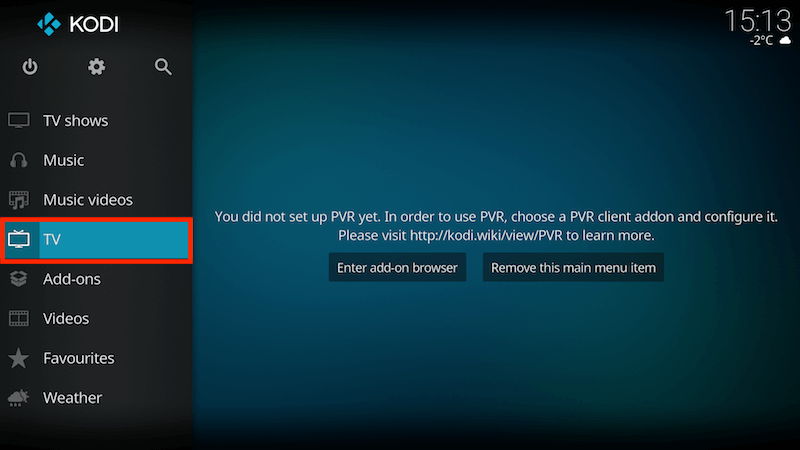 KODI
15:13
-2°C
TV shows
Music
Music videos
TV
Add-ons
Videos
Favourites
Weather
You did not set up PVR yet. In order to use PVR, choose a PVR client addon and configure it.
Please visit http://kodi.wiki/view/PVR to learn more.
Enter add-on browser
Remove this main menu item